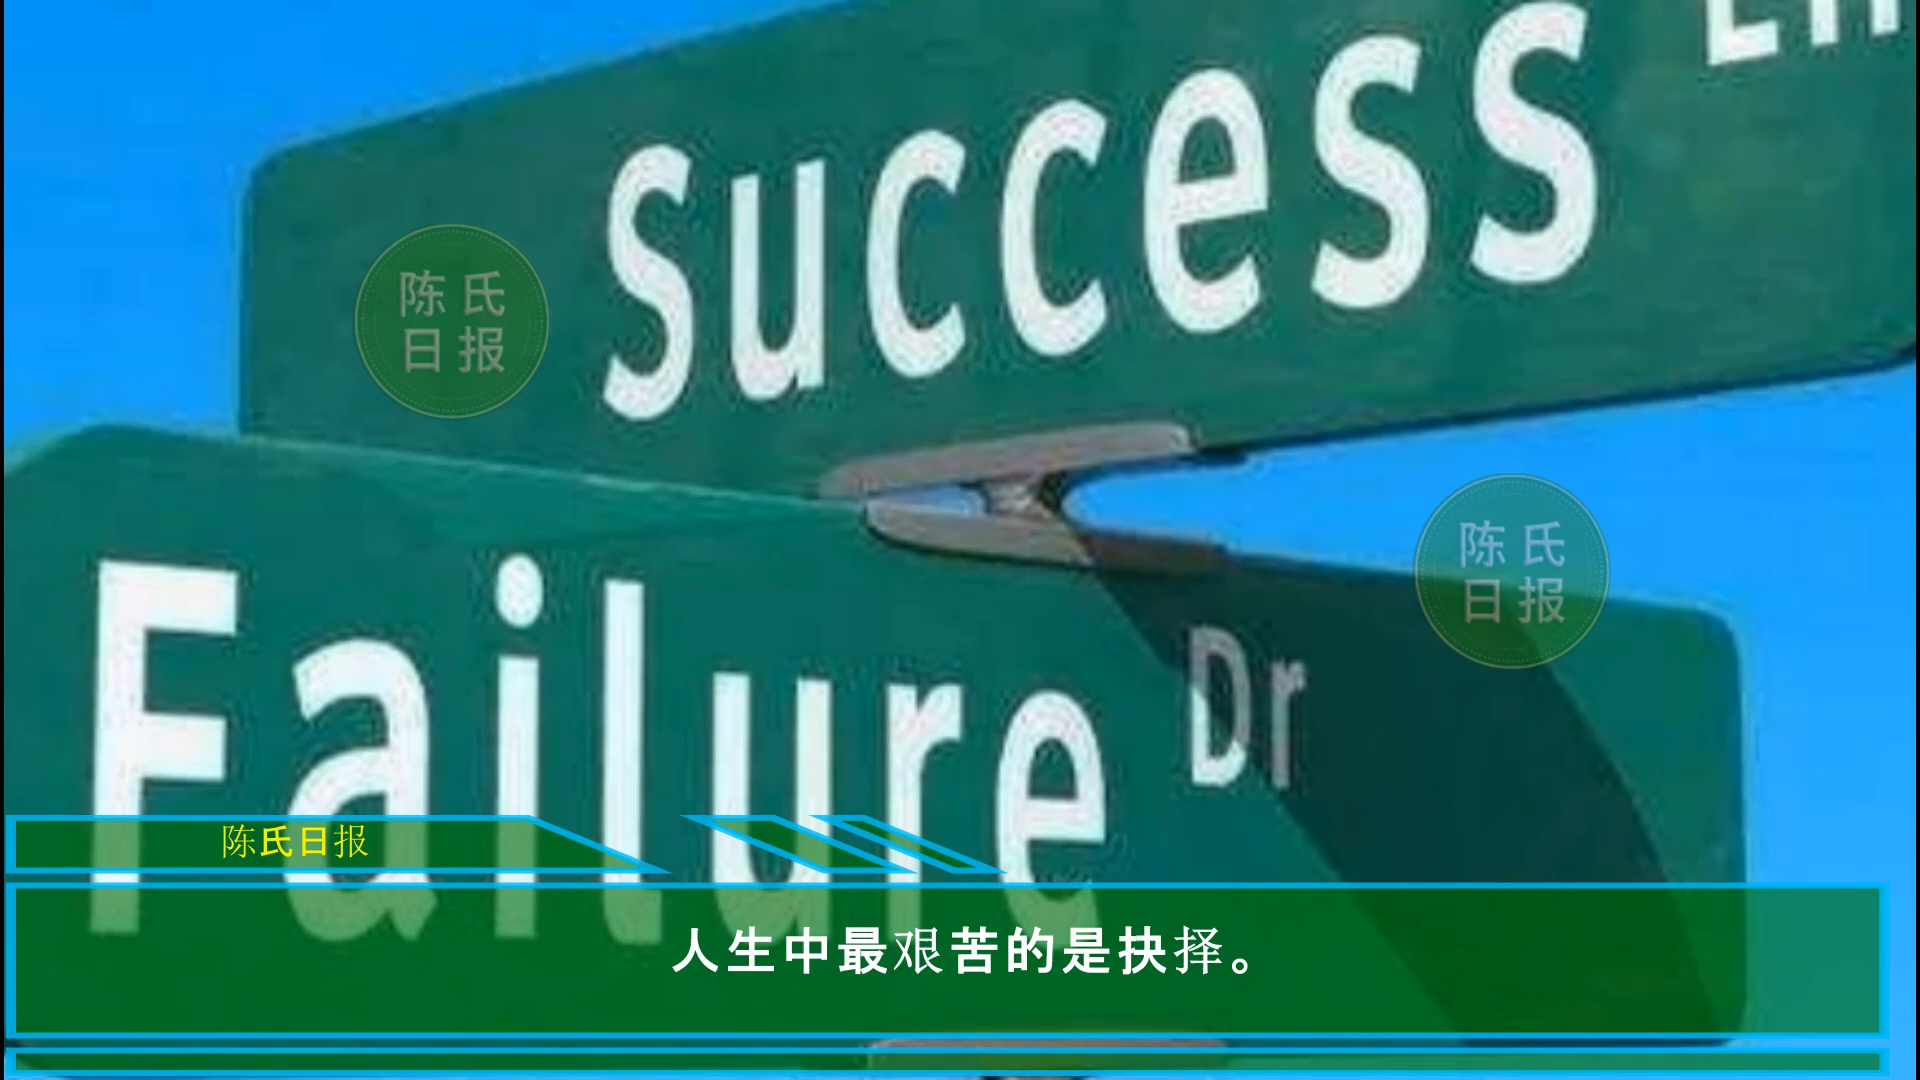 Success Ln
陈氏
日报
陈氏
日报
Failure Dr
陈氏日报
人生中最艰苦的是抉择。